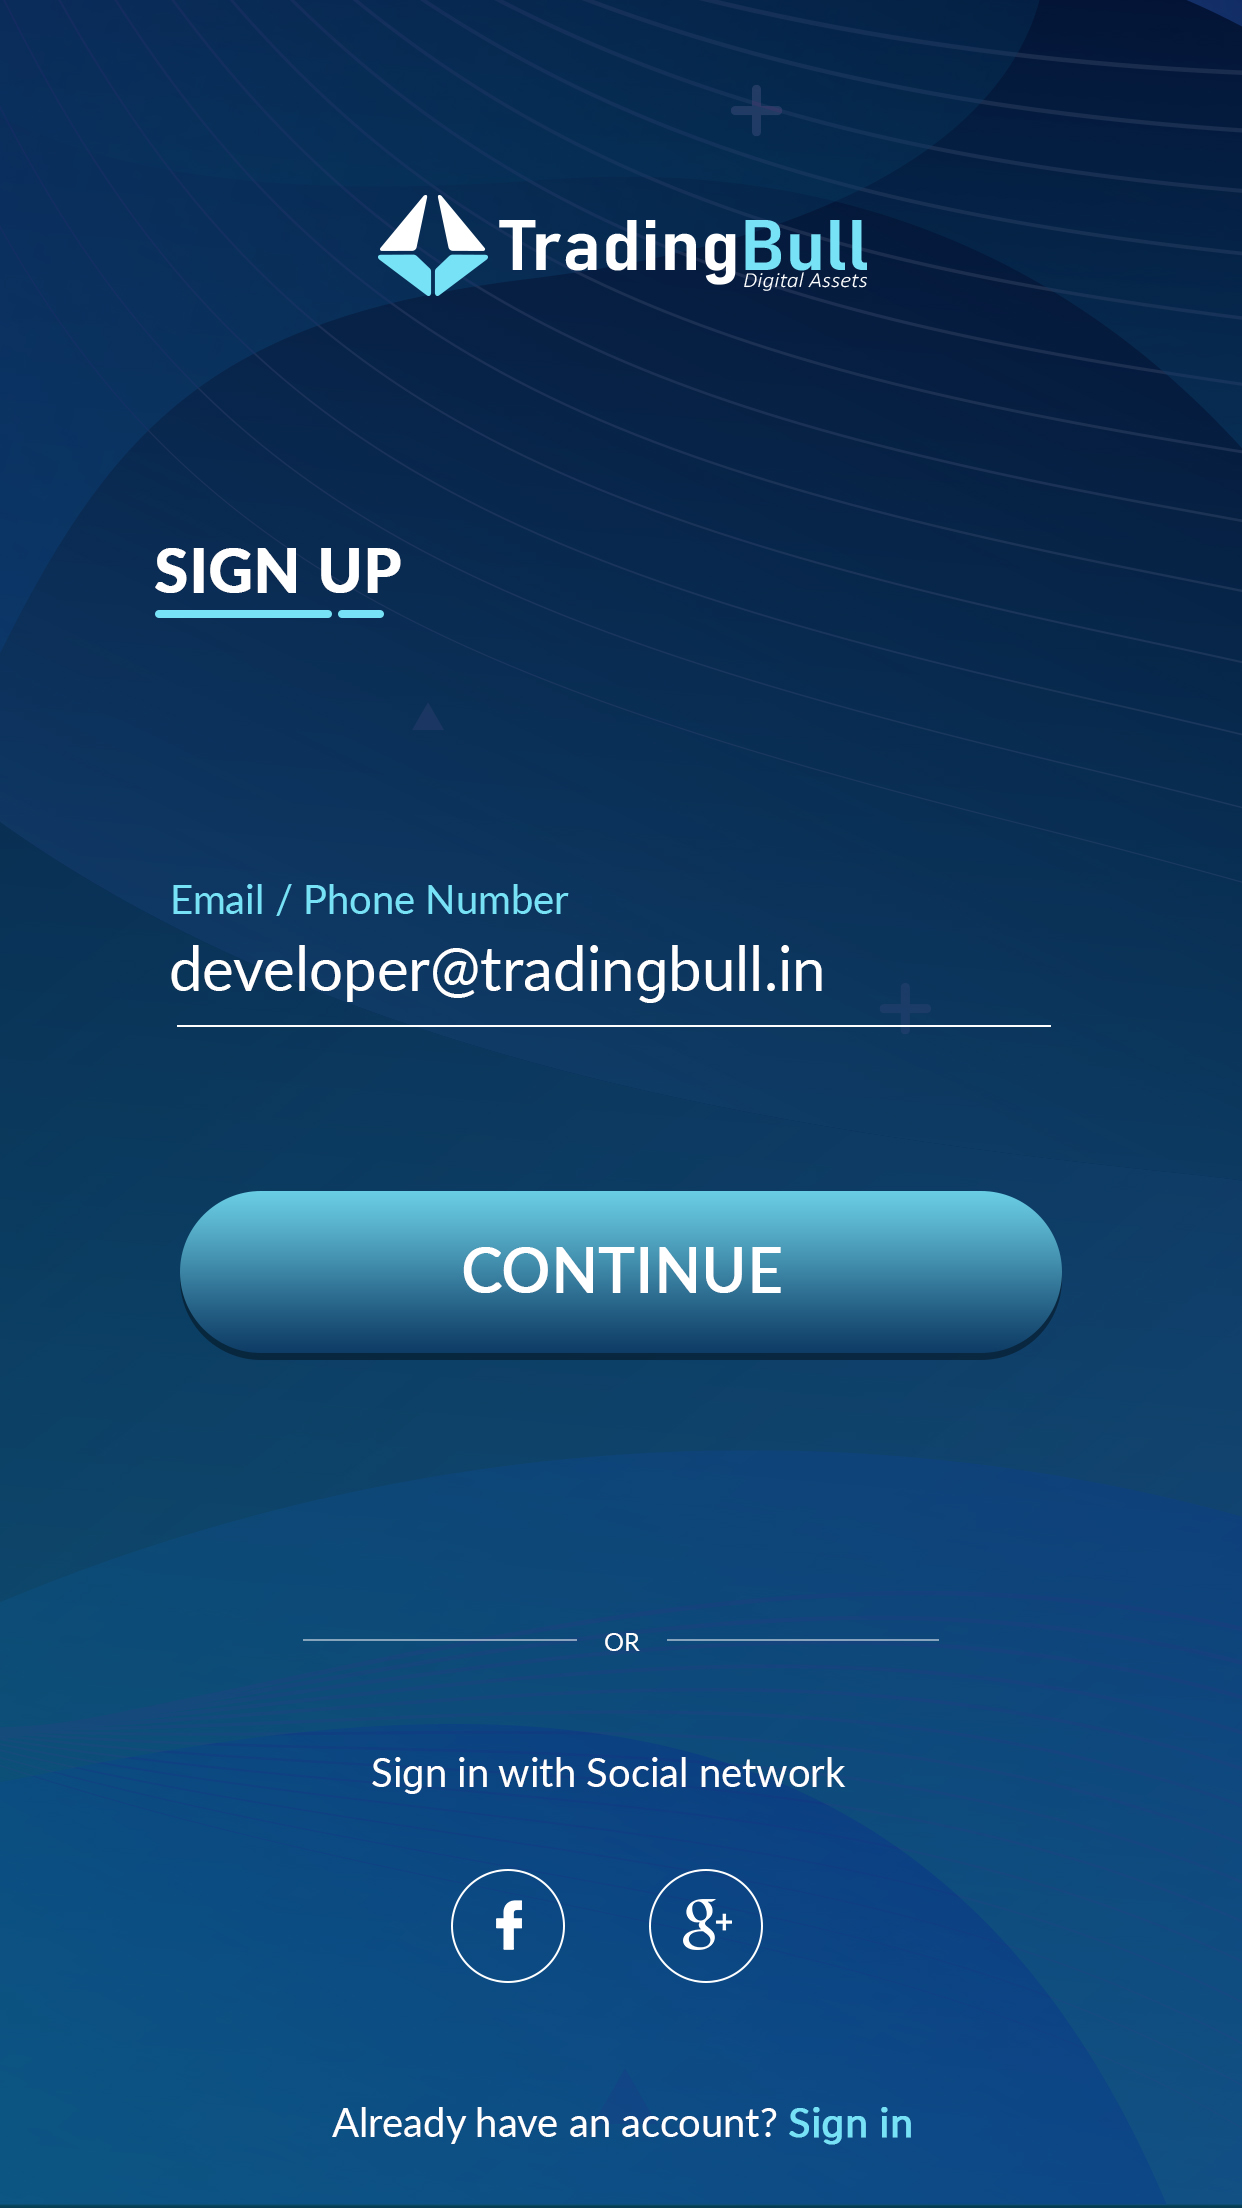 TradingBull
Digital Assets
SIGN UP
Email / Phone Number
developer@tradingbull.in
CONTINUE
OR
Sign in with Social network
f g+
Already have an account? Sign in